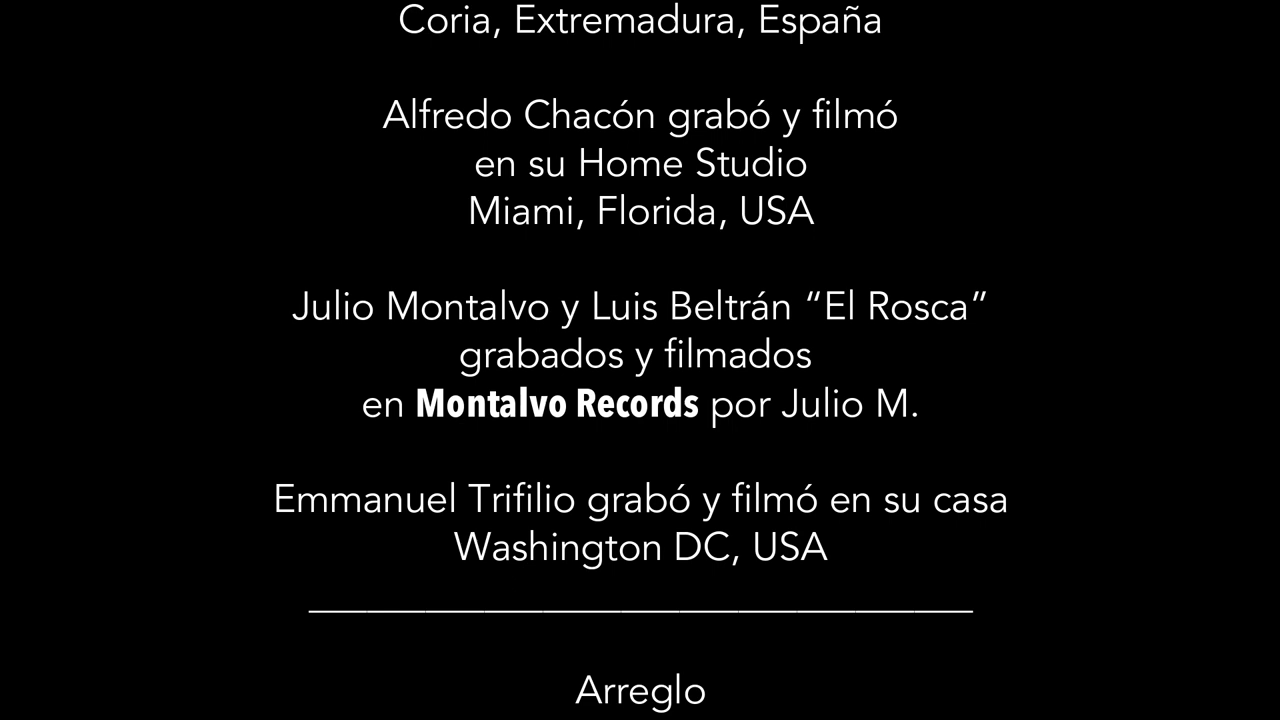 Coria, Extremadura, España
Alfredo Chacón grabó y filmó
en su Home Studio
Miami, Florida, USA
Julio Montalvo y Luis Beltrán “El Rosca”
grabados y filmados
en Montalvo Records por Julio M.
Emmanuel Trifilio grabó y filmó en su casa
Washington DC, USA
Arreglo